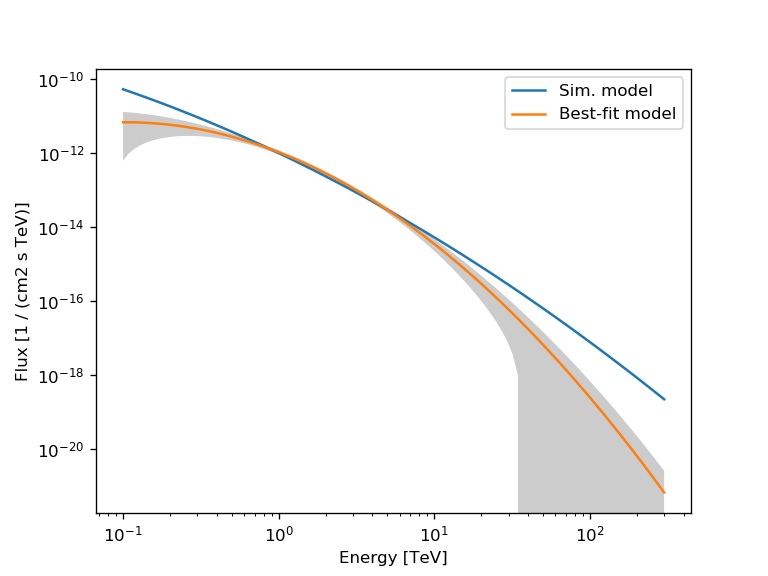 Sim. model
Best-fit model
Flux [1 / (cm2 s TeV)]
10⁻¹⁰
10⁻¹²
10⁻¹⁴
10⁻¹⁶
10⁻¹⁸
10⁻²⁰
10⁻¹ 10⁰ 10¹ 10²
Energy [TeV]